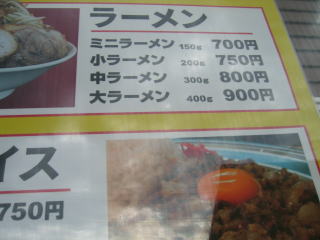 ラーメン
ミニラーメン 150g 700円
小ラーメン 200g 750円
中ラーメン 300g 800円
大ラーメン 400g 900円
イス
750円